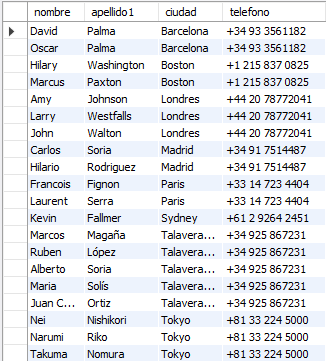 nombre apellido1 ciudad telefono
David Palma Barcelona +34 93 3561182
Oscar Palma Barcelona +34 93 3561182
Hilary Washington Boston +1 215 837 0825
Marcus Paxton Boston +1 215 837 0825
Amy Johnson Londres +44 20 78772041
Larry Westfalls Londres +44 20 78772041
John Walton Londres +44 20 78772041
Carlos Soria Madrid +34 91 7514487
Hilario Rodriguez Madrid +34 91 7514487
Francois Fignon Paris +33 14 723 4404
Laurent Serra Paris +33 14 723 4404
Kevin Fallmer Sydney +61 2 9264 2451
Marcos Magaña Talavera... +34 925 867231
Ruben López Talavera... +34 925 867231
Alberto Soria Talavera... +34 925 867231
Maria Solís Talavera... +34 925 867231
Juan C... Ortiz Talavera... +34 925 867231
Nei Nishikori Tokyo +81 33 224 5000
Narumi Riko Tokyo +81 33 224 5000
Takuma Nomura Tokyo +81 33 224 5000